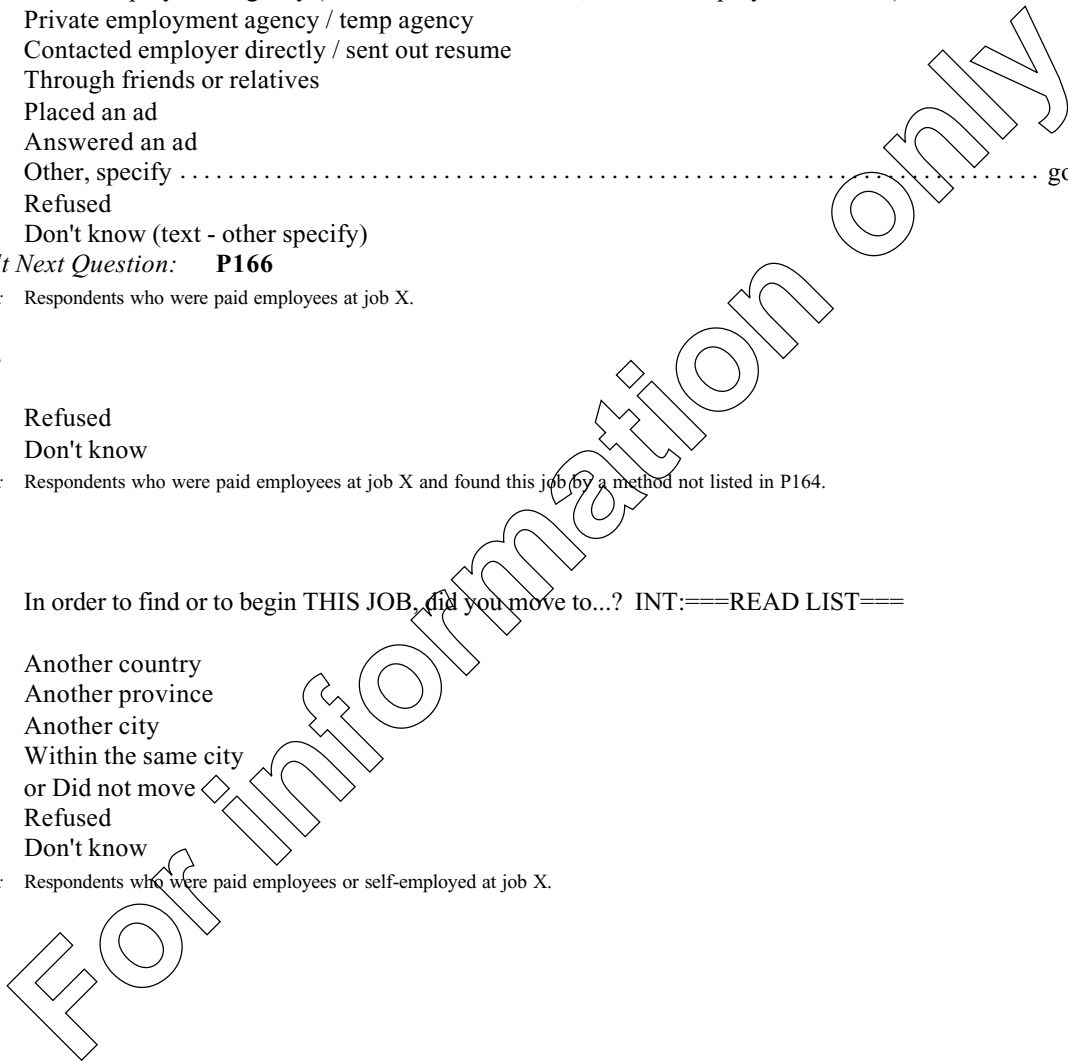 Private employment agency / temp agency
Contacted employer directly / sent out resume
Through friends or relatives
Placed an ad
Answered an ad
Other, specify . . . . . . . . . . . . . . . . . . . . . . . . . . . . . . . . . . . . . . . . . . . . . . . . . . . . . . . . . . . . . . . . . . . . . . . . go
Refused
Don't know (text - other specify)
t Next Question: P166
r Respondents who were paid employees at job X.
Refused
Don't know
r Respondents who were paid employees at job X and found this job by a method not listed in P164.
In order to find or to begin THIS JOB, did you move to...? INT:===READ LIST===
Another country
Another province
Another city
Within the same city
or Did not move
Refused
Don't know
r Respondents who were paid employees or self-employed at job X.
For information only